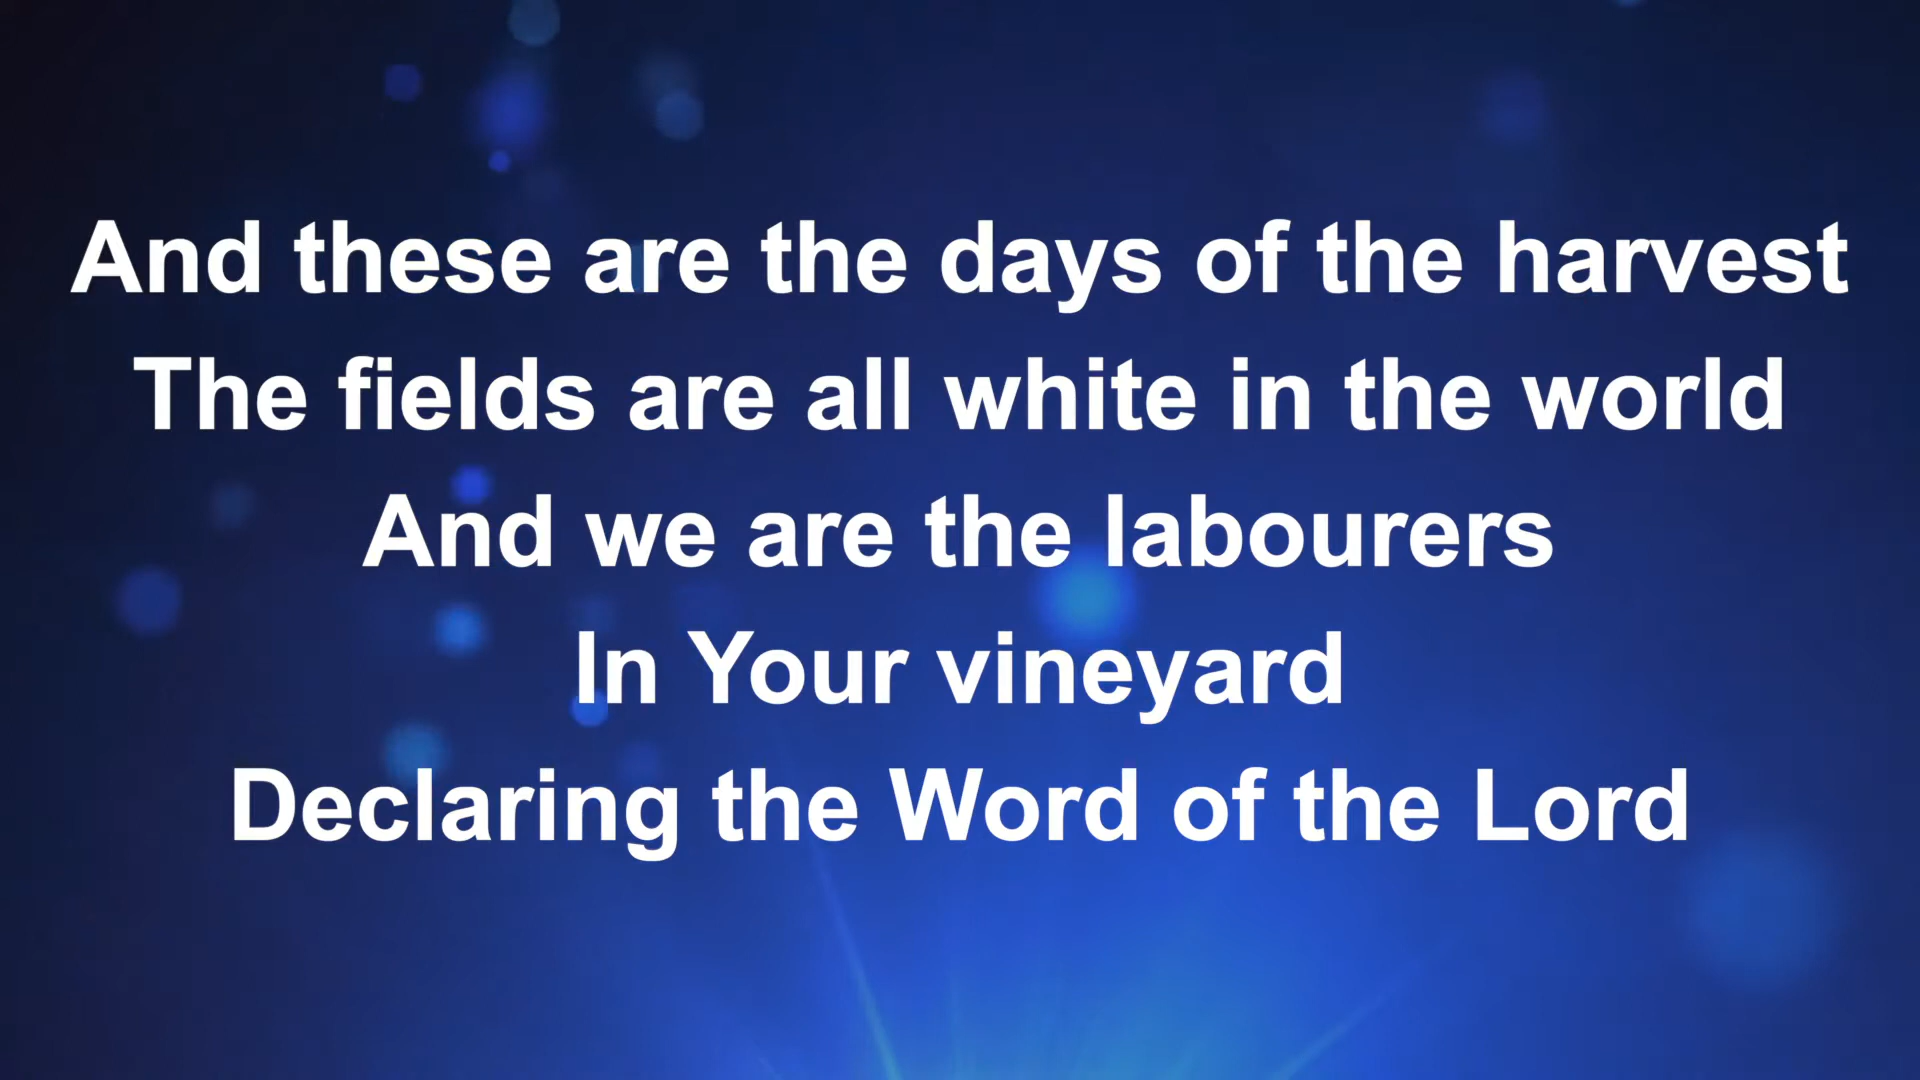 And these are the days of the harvest
The fields are all white in the world
And we are the labourers
In Your vineyard
Declaring the Word of the Lord